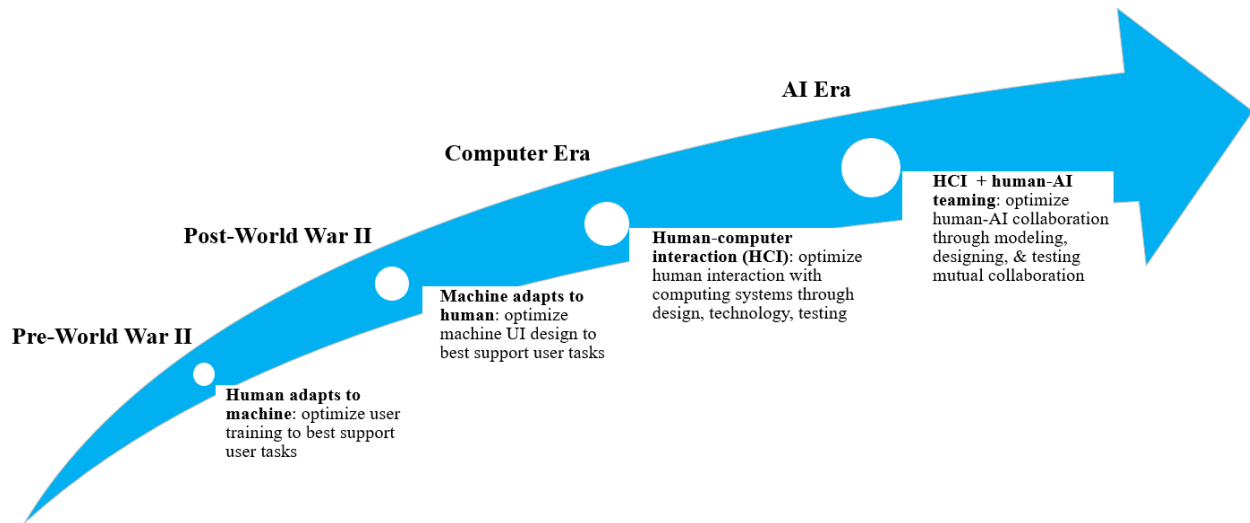 Pre-World War II
Human adapts to
machine: optimize user
training to best support
user tasks
Post-World War II
Machine adapts to
human: optimize
machine UI design to
best support user tasks
Computer Era
Human-computer
interaction (HCI): optimize
human interaction with
computing systems through
design, technology, testing
AI Era
HCI + human-AI
teaming: optimize
human-AI collaboration
through modeling,
designing, & testing
mutual collaboration